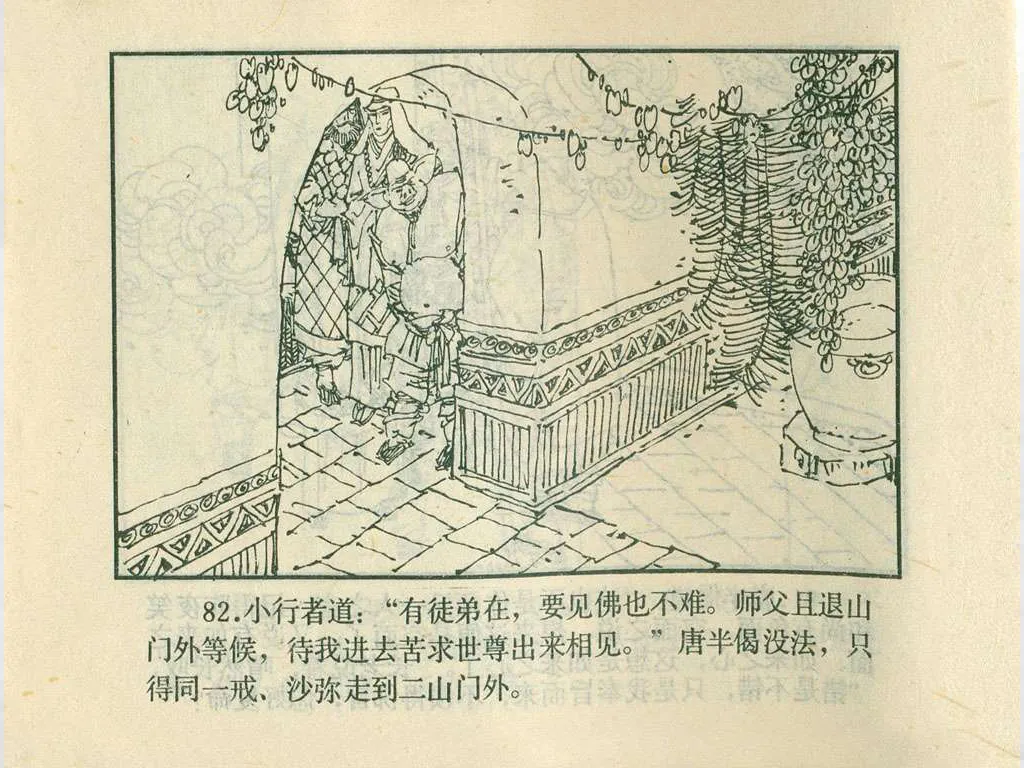 82.小行者道：“有徒弟在，要见佛也不难。师父且退山
门外等候，待我进去苦求世尊出来相见。”唐半偈没法，只
得同一戒、沙弥走到二山门外。